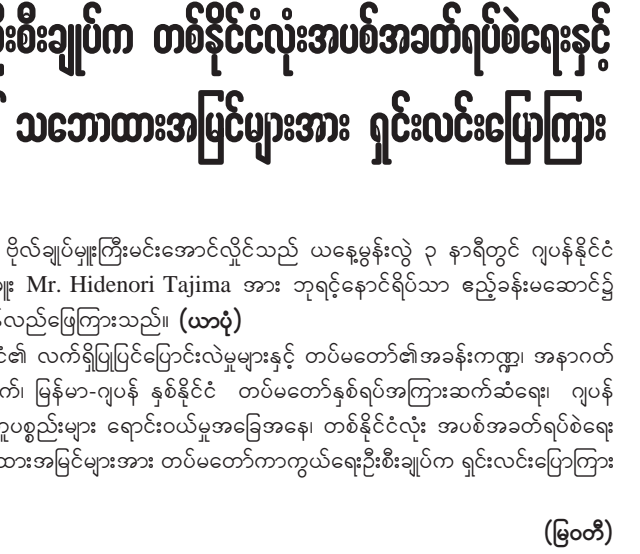 ဦးစီးချုပ်က တစ်နိုင်ငံလုံးအပစ်အခတ်ရပ်စဲရေးနှင့်
သဘောထားအမြင်များအား ရှင်းလင်းပြောကြား
ဗိုလ်ချုပ်မှူးကြီးမင်းအောင်လှိုင်သည် ယနေ့မွန်းလွဲ ၃ နာရီတွင် ဂျပန်နိုင်ငံ
Mr. Hidenori Tajima အား ဘုရင့်နောင်ရိပ်သာ ဧည့်ခန်းမဆောင်၌
လည်ဖြေကြားသည်။ (ယာပုံ)
၏ လက်ရှိပြုပြင်ပြောင်းလဲမှုများနှင့် တပ်မတော်၏အခန်းကဏ္ဍ၊ အနာဂတ်
မြန်မာ-ဂျပန် နှစ်နိုင်ငံ တပ်မတော်နှစ်ရပ်အကြားဆက်ဆံရေး၊ ဂျပန်
ပစ္စည်းများ ရောင်းဝယ်မှုအခြေအနေ၊ တစ်နိုင်ငံလုံး အပစ်အခတ်ရပ်စဲရေး
ထားအမြင်များအား တပ်မတော်ကာကွယ်ရေးဦးစီးချုပ်က ရှင်းလင်းပြောကြား
(မြဝတီ)